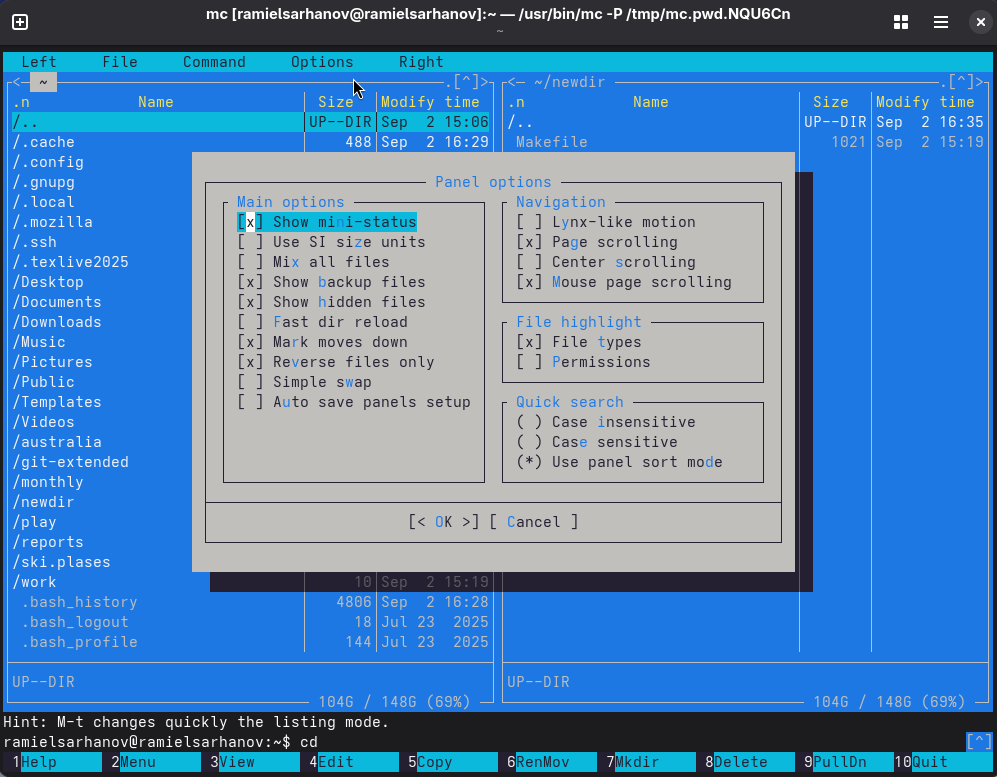 mc [ramielsarhanov@ramielsarhanov]:~ — /usr/bin/mc -P /tmp/mc.pwd.NQU6Cn
~
Left File Command Options Right
<─ ~ .[^]> <─ ~/newdir .[^]>
.n Name Size Modify time .n Name Size Modify time
/.. UP--DIR Sep  2 15:06 /.. UP--DIR Sep  2 16:35
/.cache 488 Sep  2 16:29 Makefile 1021 Sep  2 15:19
/.config
/.gnupg
/.local
/.mozilla
/.ssh
/.texlive2025
/Desktop
/Documents
/Downloads
/Music
/Pictures
/Public
/Templates
/Videos
/australia
/git-extended
/monthly
/newdir
/play
/reports
/ski.plases
/work 10 Sep  2 15:19
.bash_history 4806 Sep  2 16:28
.bash_logout 18 Jul 23  2025
.bash_profile 144 Jul 23  2025
Panel options
Main options
[x] Show mini-status
[ ] Use SI size units
[ ] Mix all files
[x] Show backup files
[x] Show hidden files
[ ] Fast dir reload
[x] Mark moves down
[x] Reverse files only
[ ] Simple swap
[ ] Auto save panels setup
Navigation
[ ] Lynx-like motion
[x] Page scrolling
[ ] Center scrolling
[x] Mouse page scrolling
File highlight
[x] File types
[ ] Permissions
Quick search
( ) Case insensitive
( ) Case sensitive
(*) Use panel sort mode
[< OK >] [ Cancel ]
UP--DIR UP--DIR
104G / 148G (69%) 104G / 148G (69%)
Hint: M-t changes quickly the listing mode.
ramielsarhanov@ramielsarhanov:~$ cd [^]
1Help 2Menu 3View 4Edit 5Copy 6RenMov 7Mkdir 8Delete 9PullDn 10Quit